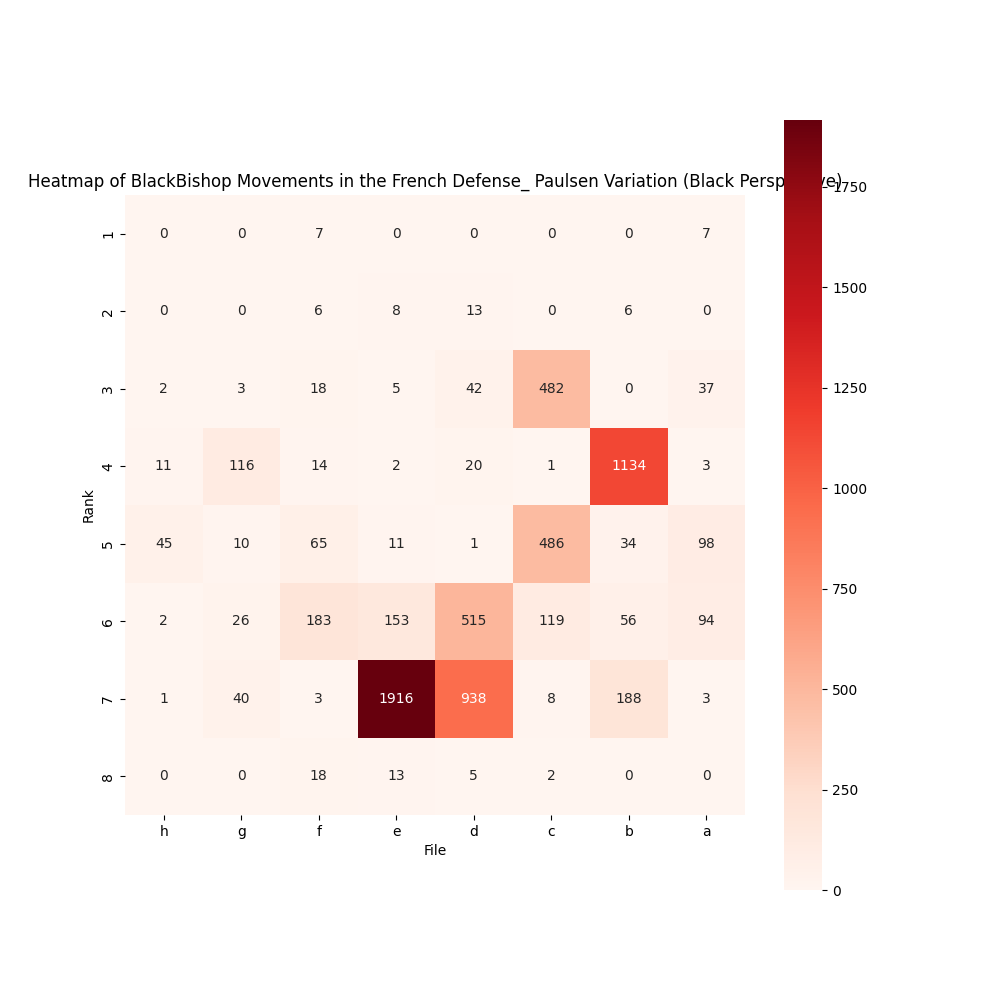 Heatmap of BlackBishop Movements in the French Defense_ Paulsen Variation (Black Perspective)
1 0 0 7 0 0 0 0 7
2 0 0 6 8 13 0 6 0
3 2 3 18 5 42 482 0 37
4 11 116 14 2 20 1 1134 3
5 45 10 65 11 1 486 34 98
6 2 26 183 153 515 119 56 94
7 1 40 3 1916 938 8 188 3
8 0 0 18 13 5 2 0 0
h g f e d c b a
File
Rank
1750
1500
1250
1000
750
500
250
0